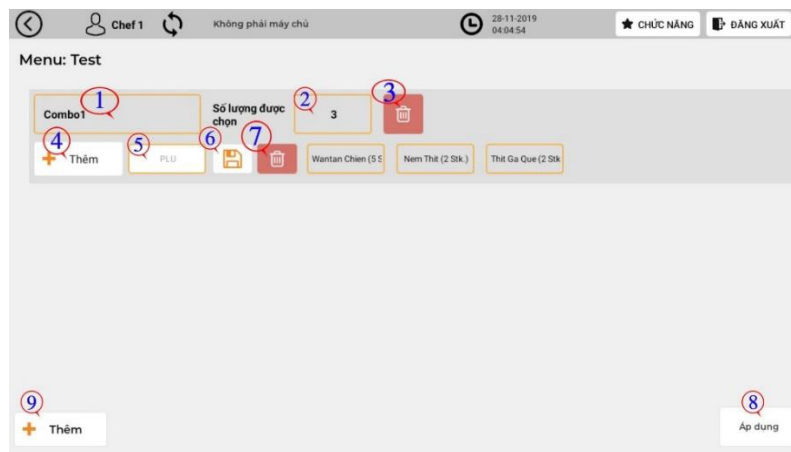 Chef 1
Không phải máy chủ
28-11-2019
04:04:54
CHỨC NĂNG
ĐĂNG XUẤT
Menu: Test
1
2
3
Combo1
Số lượng được
chọn
3
4
5
6
7
Thêm
PLU
Wantan Chien (5 S
Nem Thit (2 Stk.)
Thit Ga Que (2 Stk
9
8
Thêm
Áp dụng